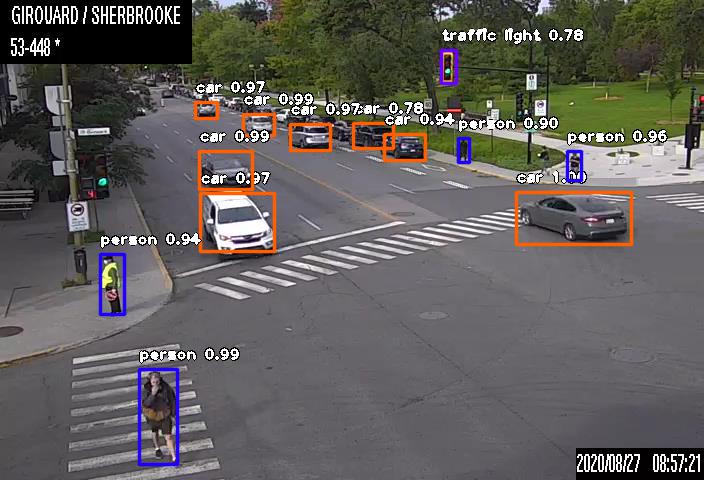 GIROUARD / SHERBROOKE
53-448 *
traffic light 0.78
car 0.97
car 0.99
car 0.97
car 0.78
car 0.94
person 0.90
car 0.99
person 0.96
car 0.97
car 1.00
person 0.94
person 0.99
2020/08/27 08:57:21